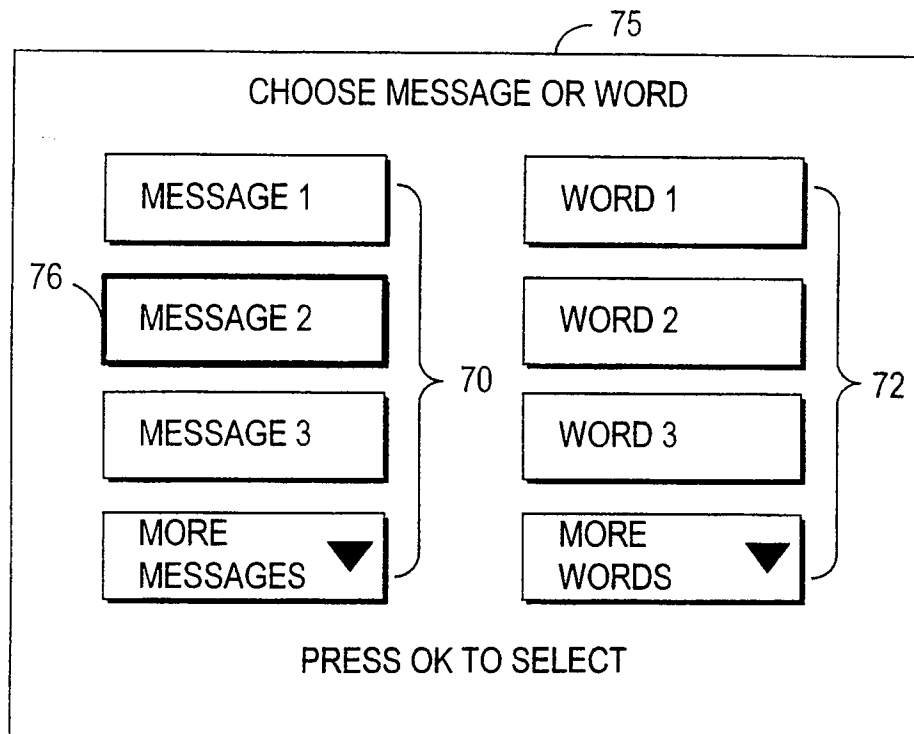 75
CHOOSE MESSAGE OR WORD
MESSAGE 1
WORD 1
76
MESSAGE 2
WORD 2
70
72
MESSAGE 3
WORD 3
MORE
MESSAGES
MORE
WORDS
PRESS OK TO SELECT